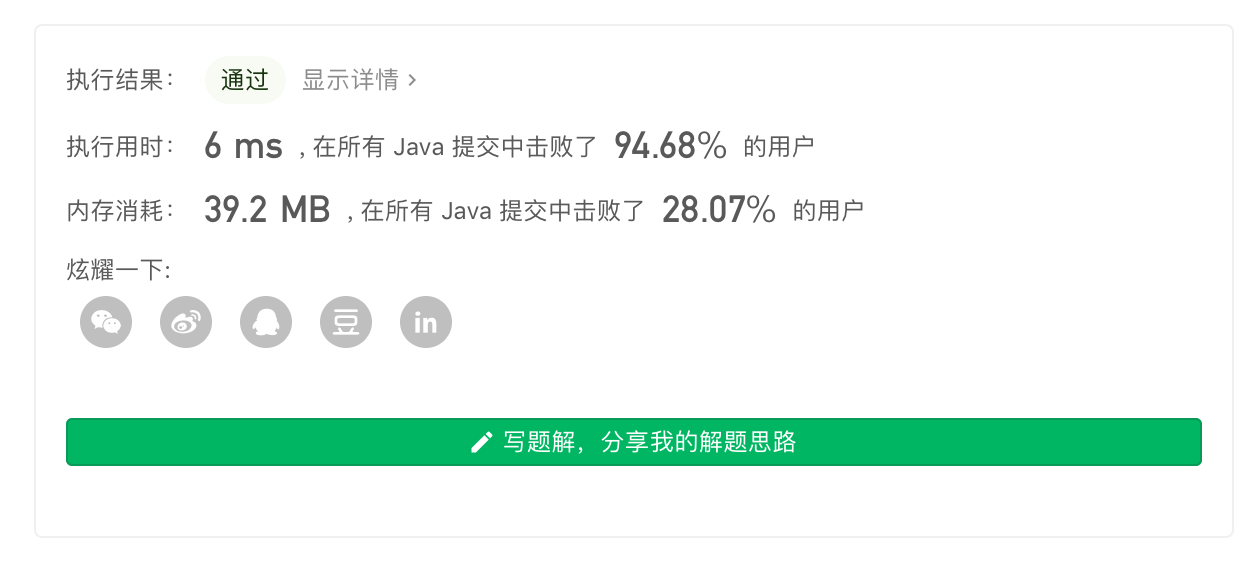 执行结果： 通过 显示详情 ›
执行用时： 6 ms , 在所有 Java 提交中击败了 94.68% 的用户
内存消耗： 39.2 MB , 在所有 Java 提交中击败了 28.07% 的用户
炫耀一下:
豆 in
写题解，分享我的解题思路